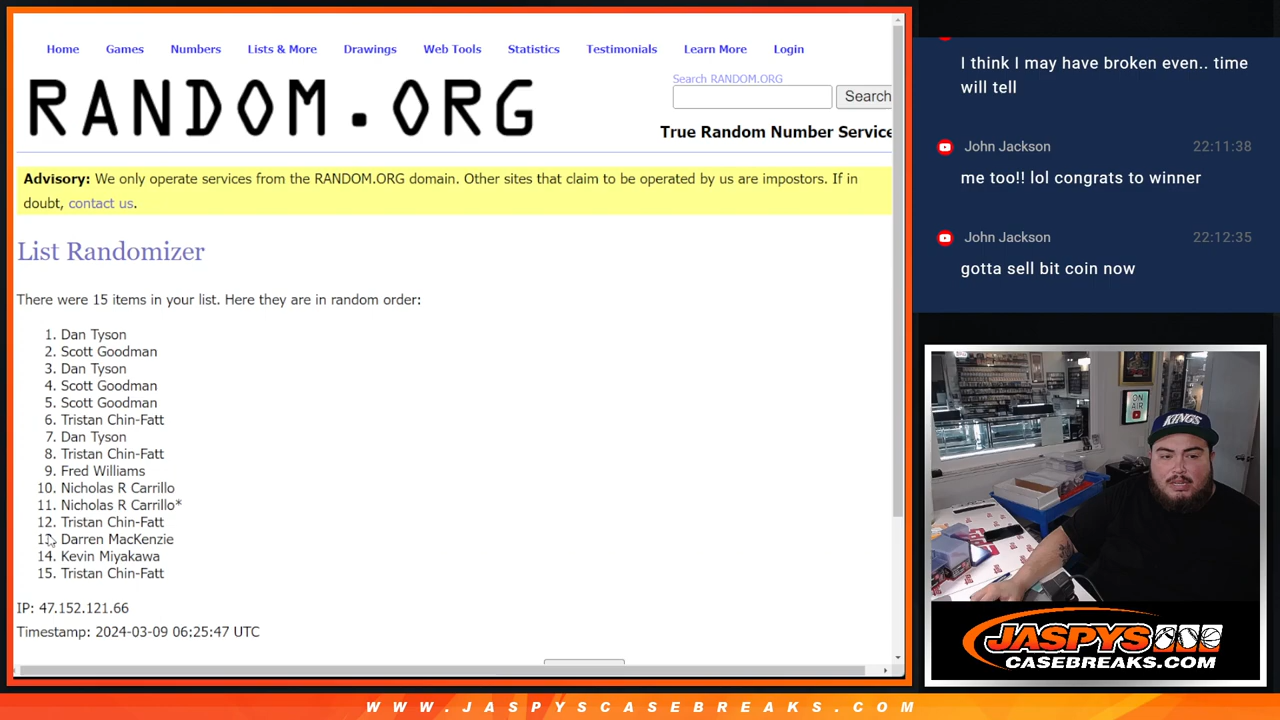 Home Games Numbers Lists & More Drawings Web Tools Statistics Testimonials Learn More Login
RANDOM.ORG
Search RANDOM.ORG
Search
True Random Number Service
Advisory: We only operate services from the RANDOM.ORG domain. Other sites that claim to be operated by us are impostors. If in
doubt, contact us.
List Randomizer
There were 15 items in your list. Here they are in random order:
1. Dan Tyson
2. Scott Goodman
3. Dan Tyson
4. Scott Goodman
5. Scott Goodman
6. Tristan Chin-Fatt
7. Dan Tyson
8. Tristan Chin-Fatt
9. Fred Williams
10. Nicholas R Carrillo
11. Nicholas R Carrillo*
12. Tristan Chin-Fatt
13. Darren MacKenzie
14. Kevin Miyakawa
15. Tristan Chin-Fatt
IP: 47.152.121.66
Timestamp: 2024-03-09 06:25:47 UTC
I think I may have broken even.. time
will tell
John Jackson 22:11:38
me too!! lol congrats to winner
John Jackson 22:12:35
gotta sell bit coin now
ON
AIR
KINGS
JASPYS
CASEBREAKS.COM
WWW.JASPYSCASEBREAKS.COM